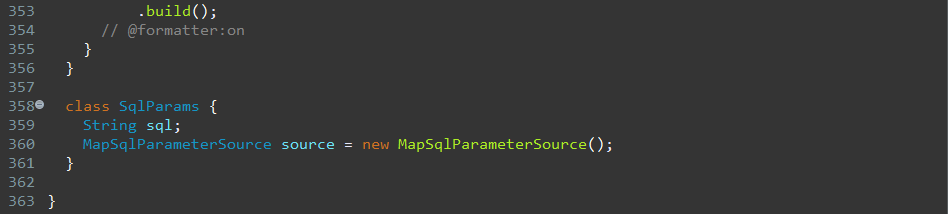 353         .build();
354     // @formatter:on
355   }
356 }
357
358 class SqlParams {
359   String sql;
360   MapSqlParameterSource source = new MapSqlParameterSource();
361 }
362
363 }